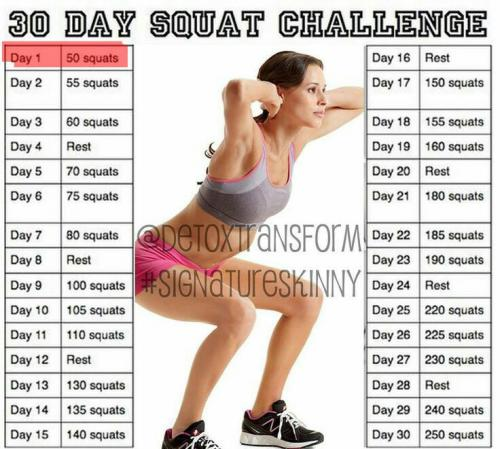 30 DAY SQUAT CHALLENGE
Day 1 50 squats
Day 2 55 squats
Day 3 60 squats
Day 4 Rest
Day 5 70 squats
Day 6 75 squats
Day 7 80 squats
Day 8 Rest
Day 9 100 squats
Day 10 105 squats
Day 11 110 squats
Day 12 Rest
Day 13 130 squats
Day 14 135 squats
Day 15 140 squats
@DETOXTRANSFORM
#SIGNATURESKINNY
Day 16 Rest
Day 17 150 squats
Day 18 155 squats
Day 19 160 squats
Day 20 Rest
Day 21 180 squats
Day 22 185 squats
Day 23 190 squats
Day 24 Rest
Day 25 220 squats
Day 26 225 squats
Day 27 230 squats
Day 28 Rest
Day 29 240 squats
Day 30 250 squats